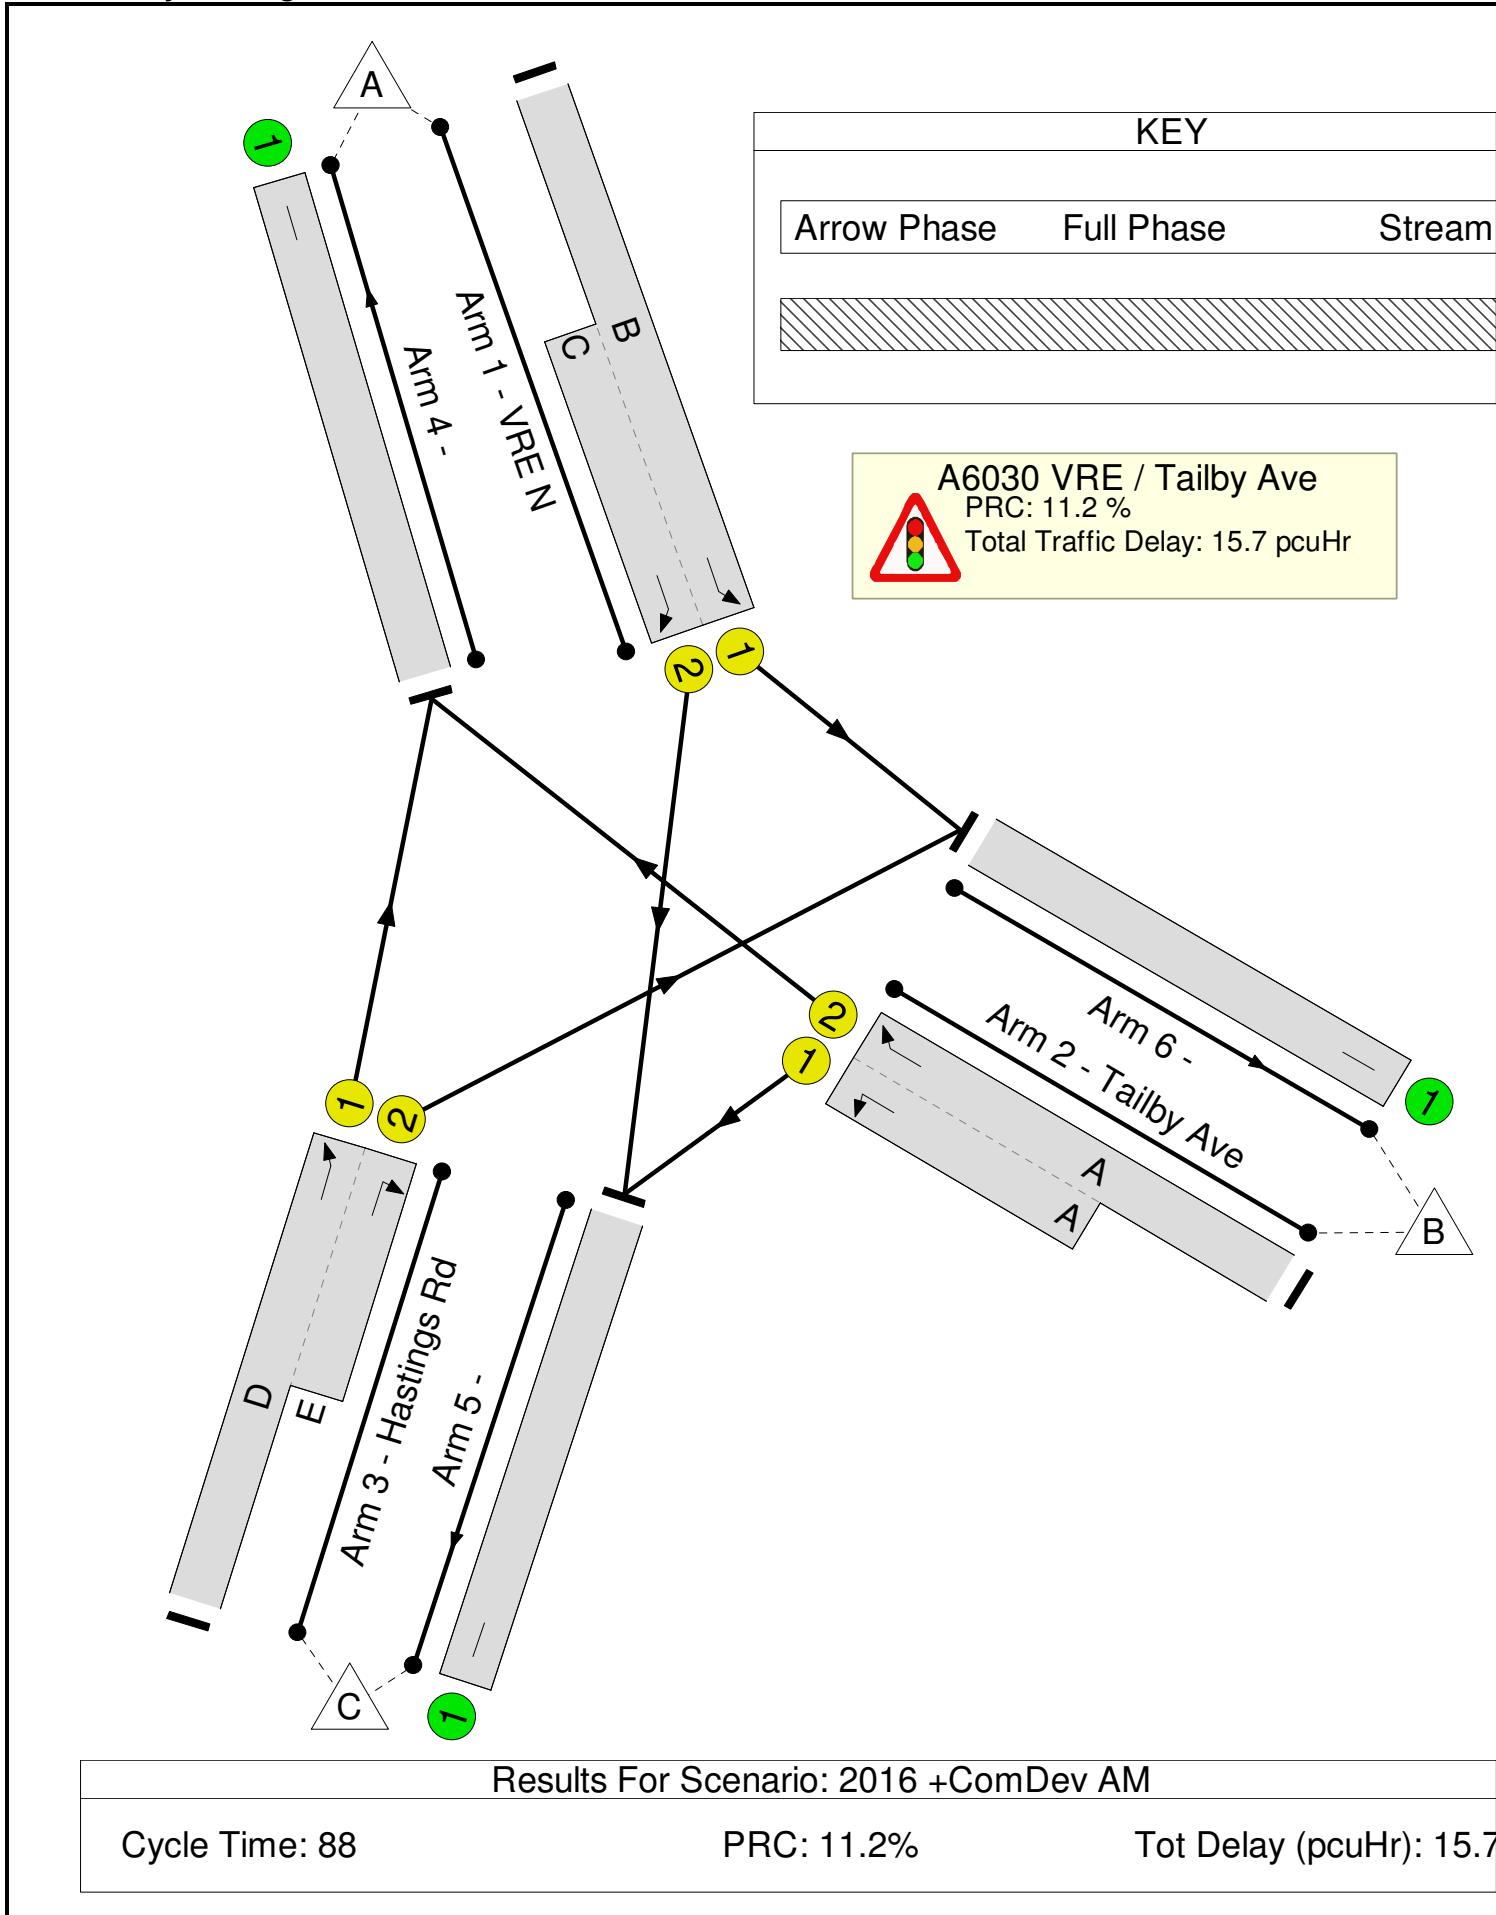 A
1
KEY
Arrow Phase Full Phase Stream
B
C
Arm 1 - VRE N
Arm 4 -
A6030 VRE / Tailby Ave
PRC: 11.2 %
Total Traffic Delay: 15.7 pcuHr
2
1
2
1
Arm 6 -
Arm 2 - Tailby Ave
1
1
2
A
A
B
D
E
Arm 3 - Hastings Rd
Arm 5 -
C
1
Results For Scenario: 2016 +ComDev AM
Cycle Time: 88 PRC: 11.2% Tot Delay (pcuHr): 15.7